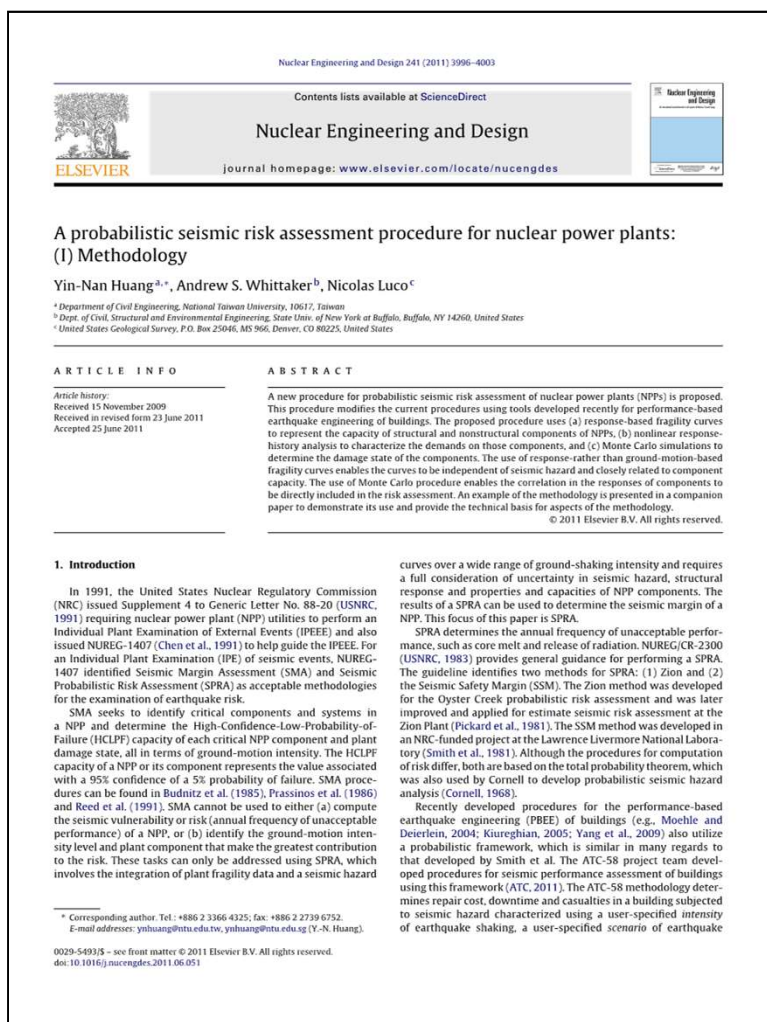 Nuclear Engineering and Design 241 (2011) 3996–4003
Contents lists available at ScienceDirect
Nuclear Engineering and Design
journal homepage: www.elsevier.com/locate/nucengdes
ELSEVIER
Nuclear Engineering
and Design
A probabilistic seismic risk assessment procedure for nuclear power plants:
(I) Methodology
Yin-Nan Huang a,*, Andrew S. Whittaker b, Nicolas Luco c
a Department of Civil Engineering, National Taiwan University, 10617, Taiwan
b Dept. of Civil, Structural and Environmental Engineering, State Univ. of New York at Buffalo, Buffalo, NY 14260, United States
c United States Geological Survey, P.O. Box 25046, MS 966, Denver, CO 80225, United States
ARTICLE INFO
Article history:
Received 15 November 2009
Received in revised form 23 June 2011
Accepted 25 June 2011
ABSTRACT
A new procedure for probabilistic seismic risk assessment of nuclear power plants (NPPs) is proposed.
This procedure modifies the current procedures using tools developed recently for performance-based
earthquake engineering of buildings. The proposed procedure uses (a) response-based fragility curves
to represent the capacity of structural and nonstructural components of NPPs, (b) nonlinear response-
history analysis to characterize the demands on those components, and (c) Monte Carlo simulations to
determine the damage state of the components. The use of response-rather than ground-motion-based
fragility curves enables the curves to be independent of seismic hazard and closely related to component
capacity. The use of Monte Carlo procedure enables the correlation in the responses of components to
be directly included in the risk assessment. An example of the methodology is presented in a companion
paper to demonstrate its use and provide the technical basis for aspects of the methodology.
© 2011 Elsevier B.V. All rights reserved.
1. Introduction
In 1991, the United States Nuclear Regulatory Commission
(NRC) issued Supplement 4 to Generic Letter No. 88-20 (USNRC,
1991) requiring nuclear power plant (NPP) utilities to perform an
Individual Plant Examination of External Events (IPEEE) and also
issued NUREG-1407 (Chen et al., 1991) to help guide the IPEEE. For
an Individual Plant Examination (IPE) of seismic events, NUREG-
1407 identified Seismic Margin Assessment (SMA) and Seismic
Probabilistic Risk Assessment (SPRA) as acceptable methodologies
for the examination of earthquake risk.
SMA seeks to identify critical components and systems in
a NPP and determine the High-Confidence-Low-Probability-of-
Failure (HCLPF) capacity of each critical NPP component and plant
damage state, all in terms of ground-motion intensity. The HCLPF
capacity of a NPP or its component represents the value associated
with a 95% confidence of a 5% probability of failure. SMA proce-
dures can be found in Budnitz et al. (1985), Prassinos et al. (1986)
and Reed et al. (1991). SMA cannot be used to either (a) compute
the seismic vulnerability or risk (annual frequency of unacceptable
performance) of a NPP, or (b) identify the ground-motion inten-
sity level and plant component that make the greatest contribution
to the risk. These tasks can only be addressed using SPRA, which
involves the integration of plant fragility data and a seismic hazard
* Corresponding author. Tel.: +886 2 3366 4325; fax: +886 2 2739 6752.
E-mail addresses: ynhuang@ntu.edu.tw, ynhuang@ntu.edu.sg (Y.-N. Huang).
0029-5493/$ – see front matter © 2011 Elsevier B.V. All rights reserved.
doi:10.1016/j.nucengdes.2011.06.051
curves over a wide range of ground-shaking intensity and requires
a full consideration of uncertainty in seismic hazard, structural
response and properties and capacities of NPP components. The
results of a SPRA can be used to determine the seismic margin of a
NPP. This focus of this paper is SPRA.
SPRA determines the annual frequency of unacceptable perfor-
mance, such as core melt and release of radiation. NUREG/CR-2300
(USNRC, 1983) provides general guidance for performing a SPRA.
The guideline identifies two methods for SPRA: (1) Zion and (2)
the Seismic Safety Margin (SSM). The Zion method was developed
for the Oyster Creek probabilistic risk assessment and was later
improved and applied for estimate seismic risk assessment at the
Zion Plant (Pickard et al., 1981). The SSM method was developed in
an NRC-funded project at the Lawrence Livermore National Labora-
tory (Smith et al., 1981). Although the procedures for computation
of risk differ, both are based on the total probability theorem, which
was also used by Cornell to develop probabilistic seismic hazard
analysis (Cornell, 1968).
Recently developed procedures for the performance-based
earthquake engineering (PBEE) of buildings (e.g., Moehle and
Deierlein, 2004; Kiureghian, 2005; Yang et al., 2009) also utilize
a probabilistic framework, which is similar in many regards to
that developed by Smith et al. The ATC-58 project team devel-
oped procedures for seismic performance assessment of buildings
using this framework (ATC, 2011). The ATC-58 methodology deter-
mines repair cost, downtime and casualties in a building subjected
to seismic hazard characterized using a user-specified intensity
of earthquake shaking, a user-specified scenario of earthquake